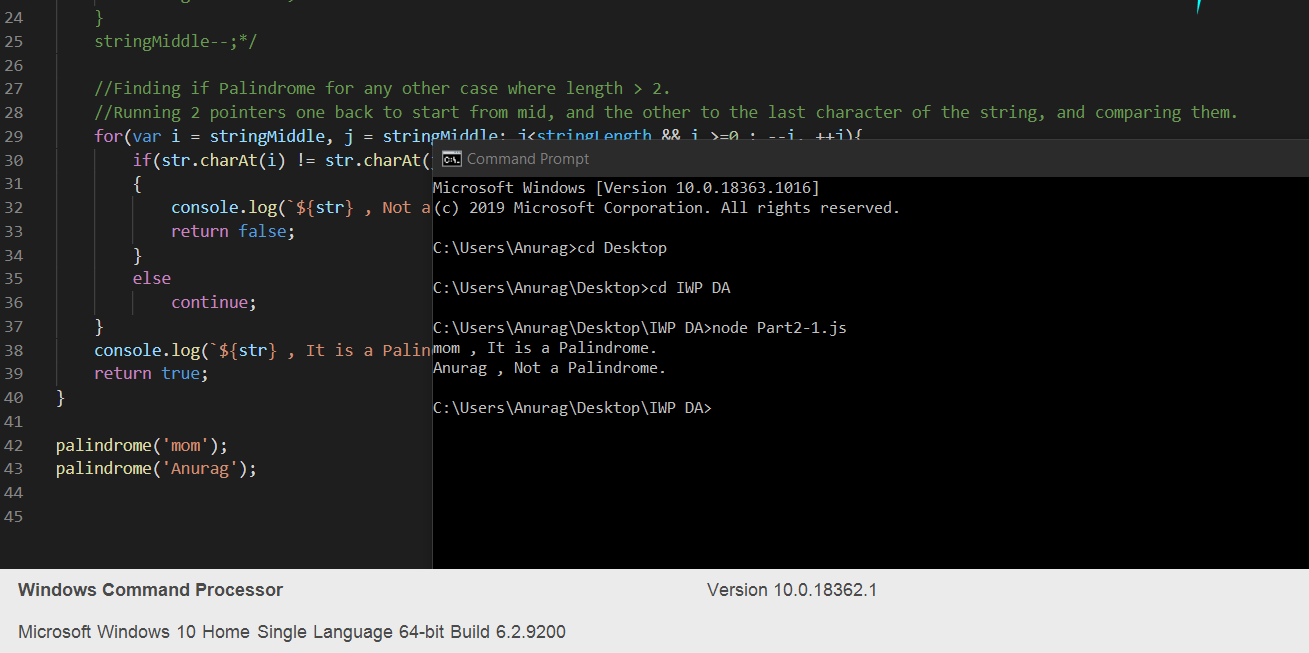 24 }
25 stringMiddle--;*/
26
27 //Finding if Palindrome for any other case where length > 2.
28 //Running 2 pointers one back to start from mid, and the other to the last character of the string, and comparing them.
29 for(var i = stringMiddle, j = stringMiddle; j<stringLength && i >=0 ; --i, ++j){
30 if(str.charAt(i) != str.charAt(
31 {
32 console.log(`${str} , Not a
33 return false;
34 }
35 else
36 continue;
37 }
38 console.log(`${str} , It is a Palin
39 return true;
40 }
41
42 palindrome('mom');
43 palindrome('Anurag');
44
45
Command Prompt
Microsoft Windows [Version 10.0.18363.1016]
(c) 2019 Microsoft Corporation. All rights reserved.
C:\Users\Anurag>cd Desktop
C:\Users\Anurag\Desktop>cd IWP DA
C:\Users\Anurag\Desktop\IWP DA>node Part2-1.js
mom , It is a Palindrome.
Anurag , Not a Palindrome.
C:\Users\Anurag\Desktop\IWP DA>
Windows Command Processor
Version 10.0.18362.1
Microsoft Windows 10 Home Single Language 64-bit Build 6.2.9200